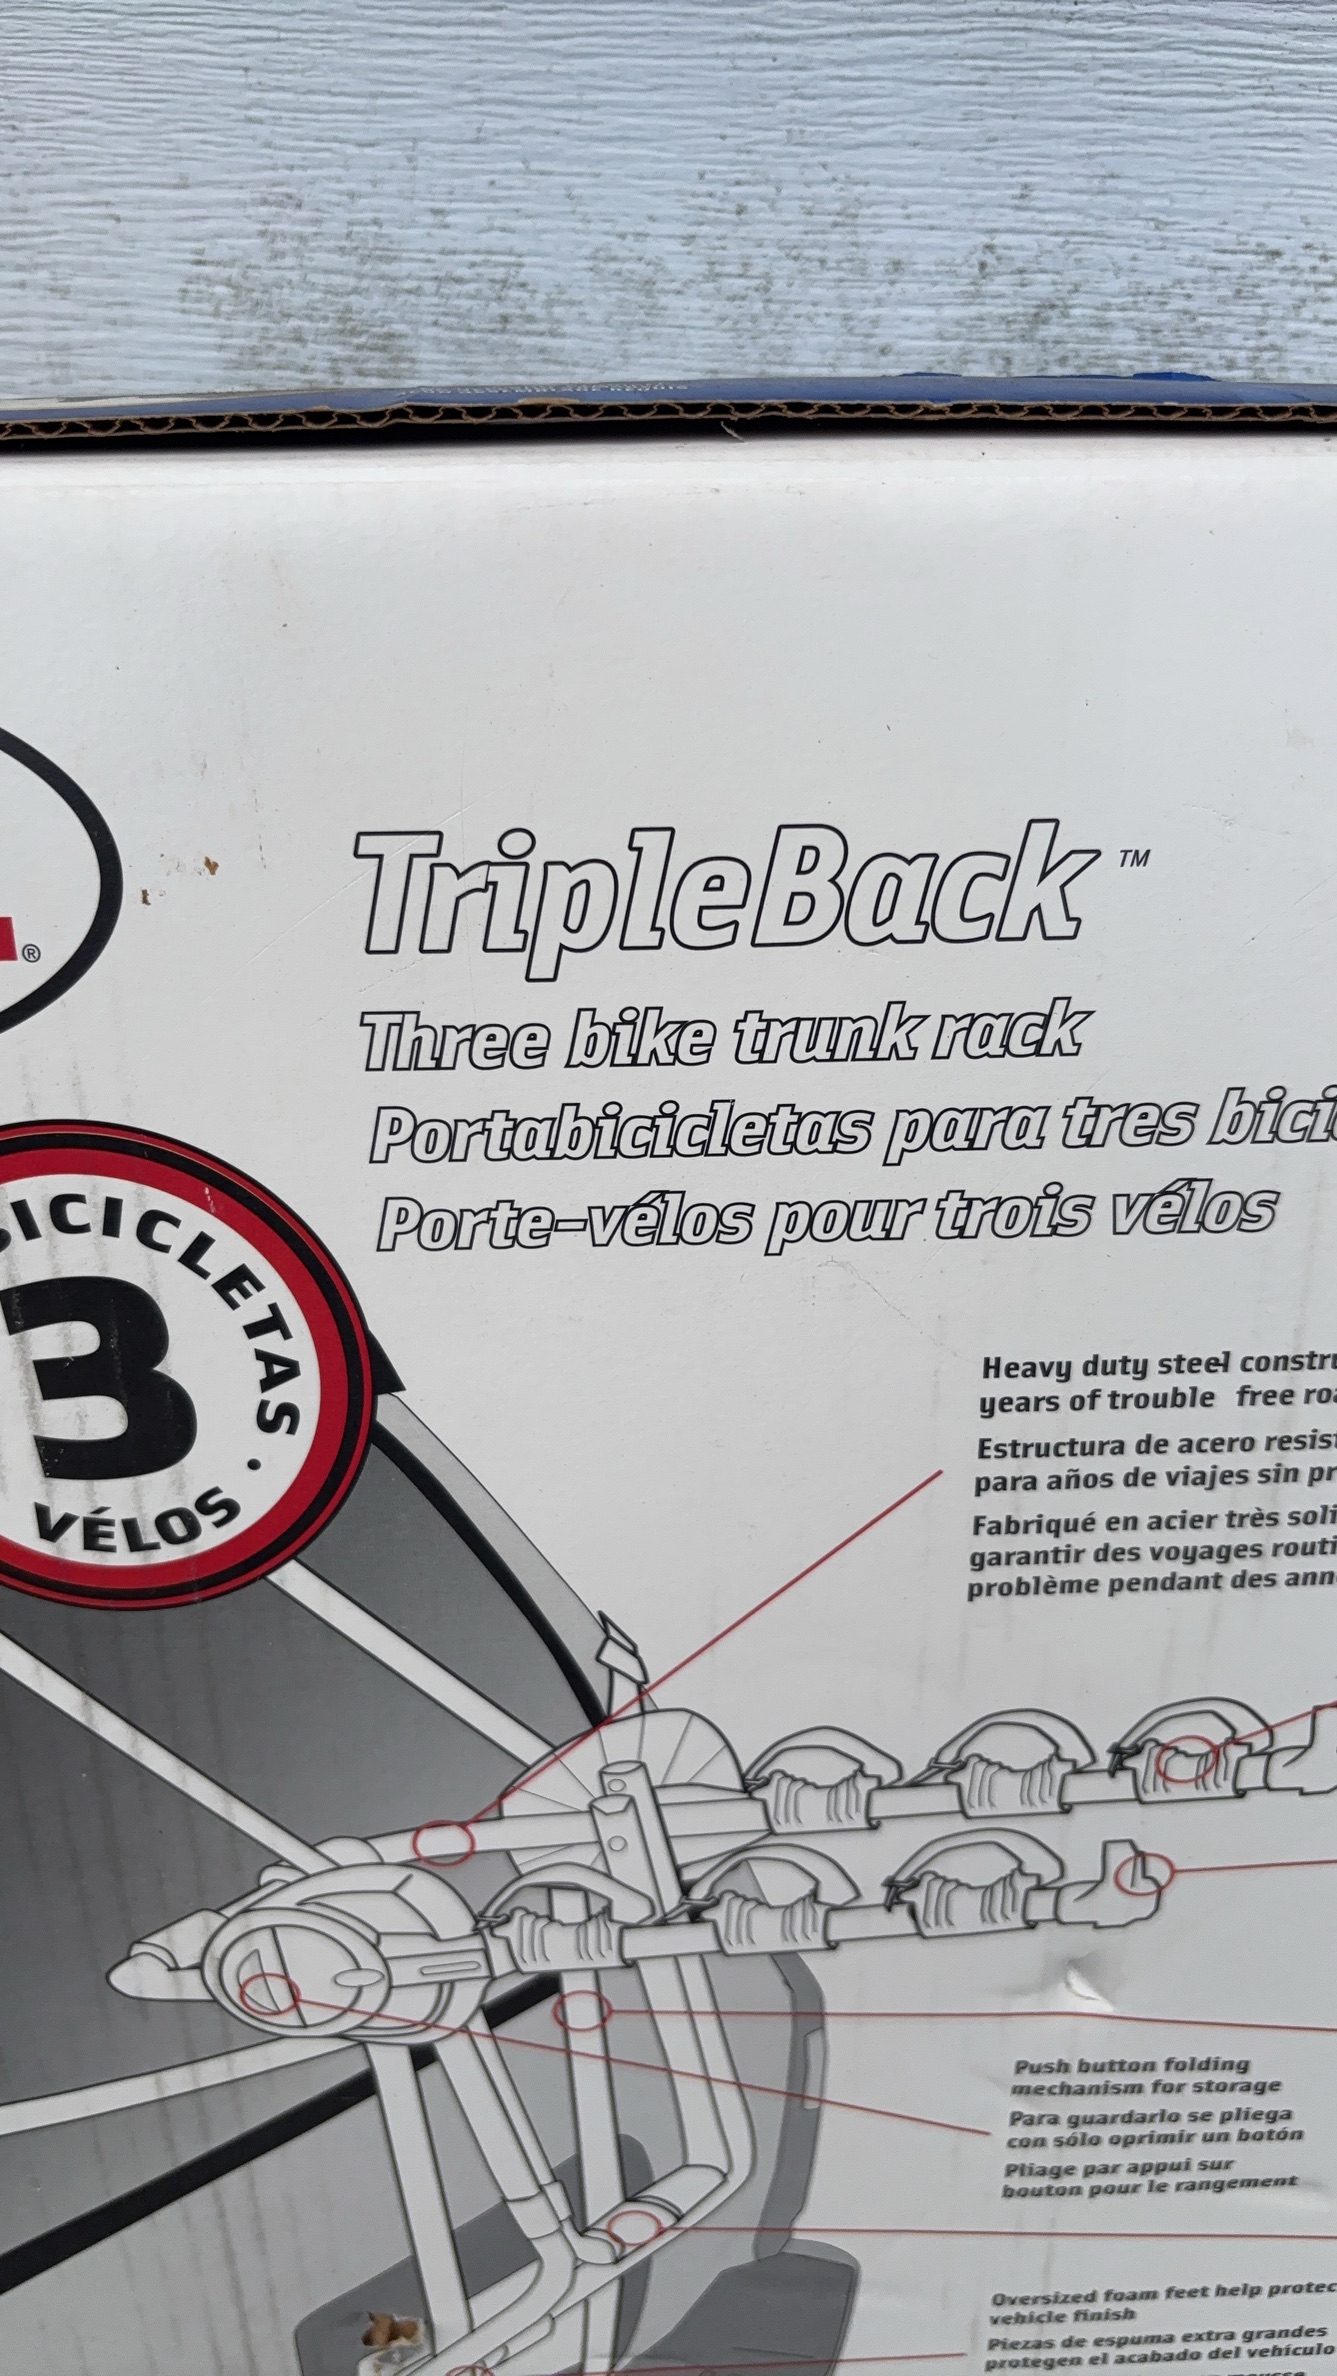 ®
TripleBack™
Three bike trunk rack
Portabicicletas para tres bici
Porte-vélos pour trois vélos
BICICLETAS •
3
VÉLOS
Heavy duty steel constru
years of trouble free roa
Estructura de acero resist
para años de viajes sin pr
Fabriqué en acier très soli
garantir des voyages routi
problème pendant des ann
Push button folding
mechanism for storage
Para guardarlo se pliega
con sólo oprimir un botón
Pliage par appui sur
bouton pour le rangement
Oversized foam feet help protec
vehicle finish
Piezas de espuma extra grandes
protegen el acabado del vehículo